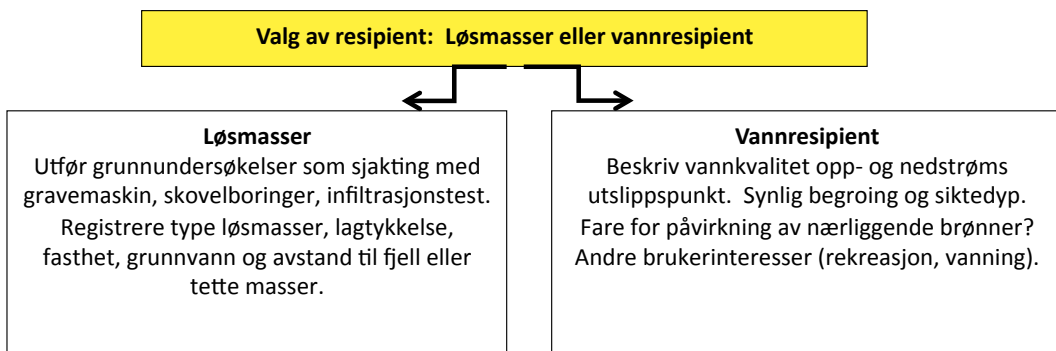 Valg av resipient: Løsmasser eller vannresipient
Løsmasser
Utfør grunnundersøkelser som sjakting med
gravemaskin, skovelboringer, infiltrasjonstest.
Registrere type løsmasser, lagtykkelse,
fasthet, grunnvann og avstand til fjell eller
tette masser.
Vannresipient
Beskriv vannkvalitet opp- og nedstrøms
utslippspunkt. Synlig begroing og siktedyp.
Fare for påvirkning av nærliggende brønner?
Andre brukerinteresser (rekreasjon, vanning).